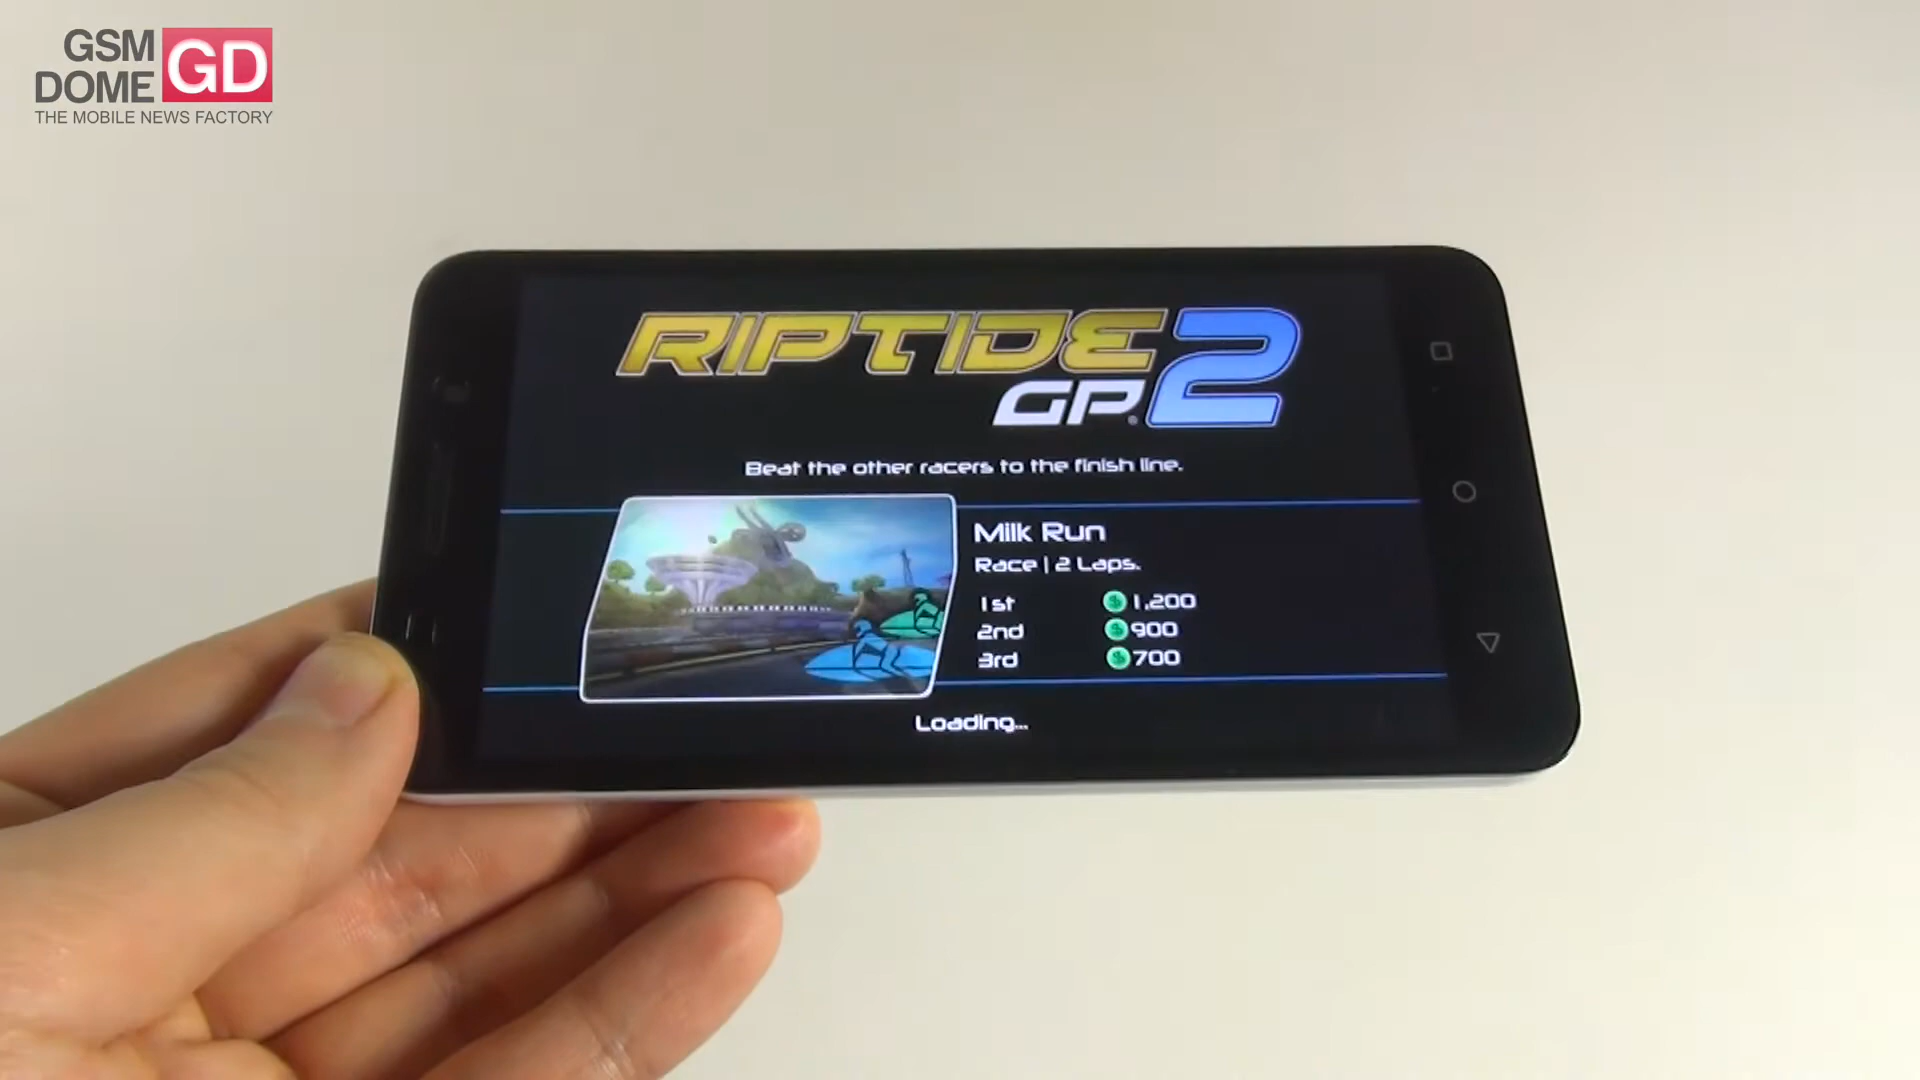 GSM
DOME
GD
THE MOBILE NEWS FACTORY
RIPTIDE
GP. 2
Beat the other racers to the finish line.
Milk Run
Race | 2 Laps.
1st $ 1,200
2nd $ 900
3rd $ 700
Loading...